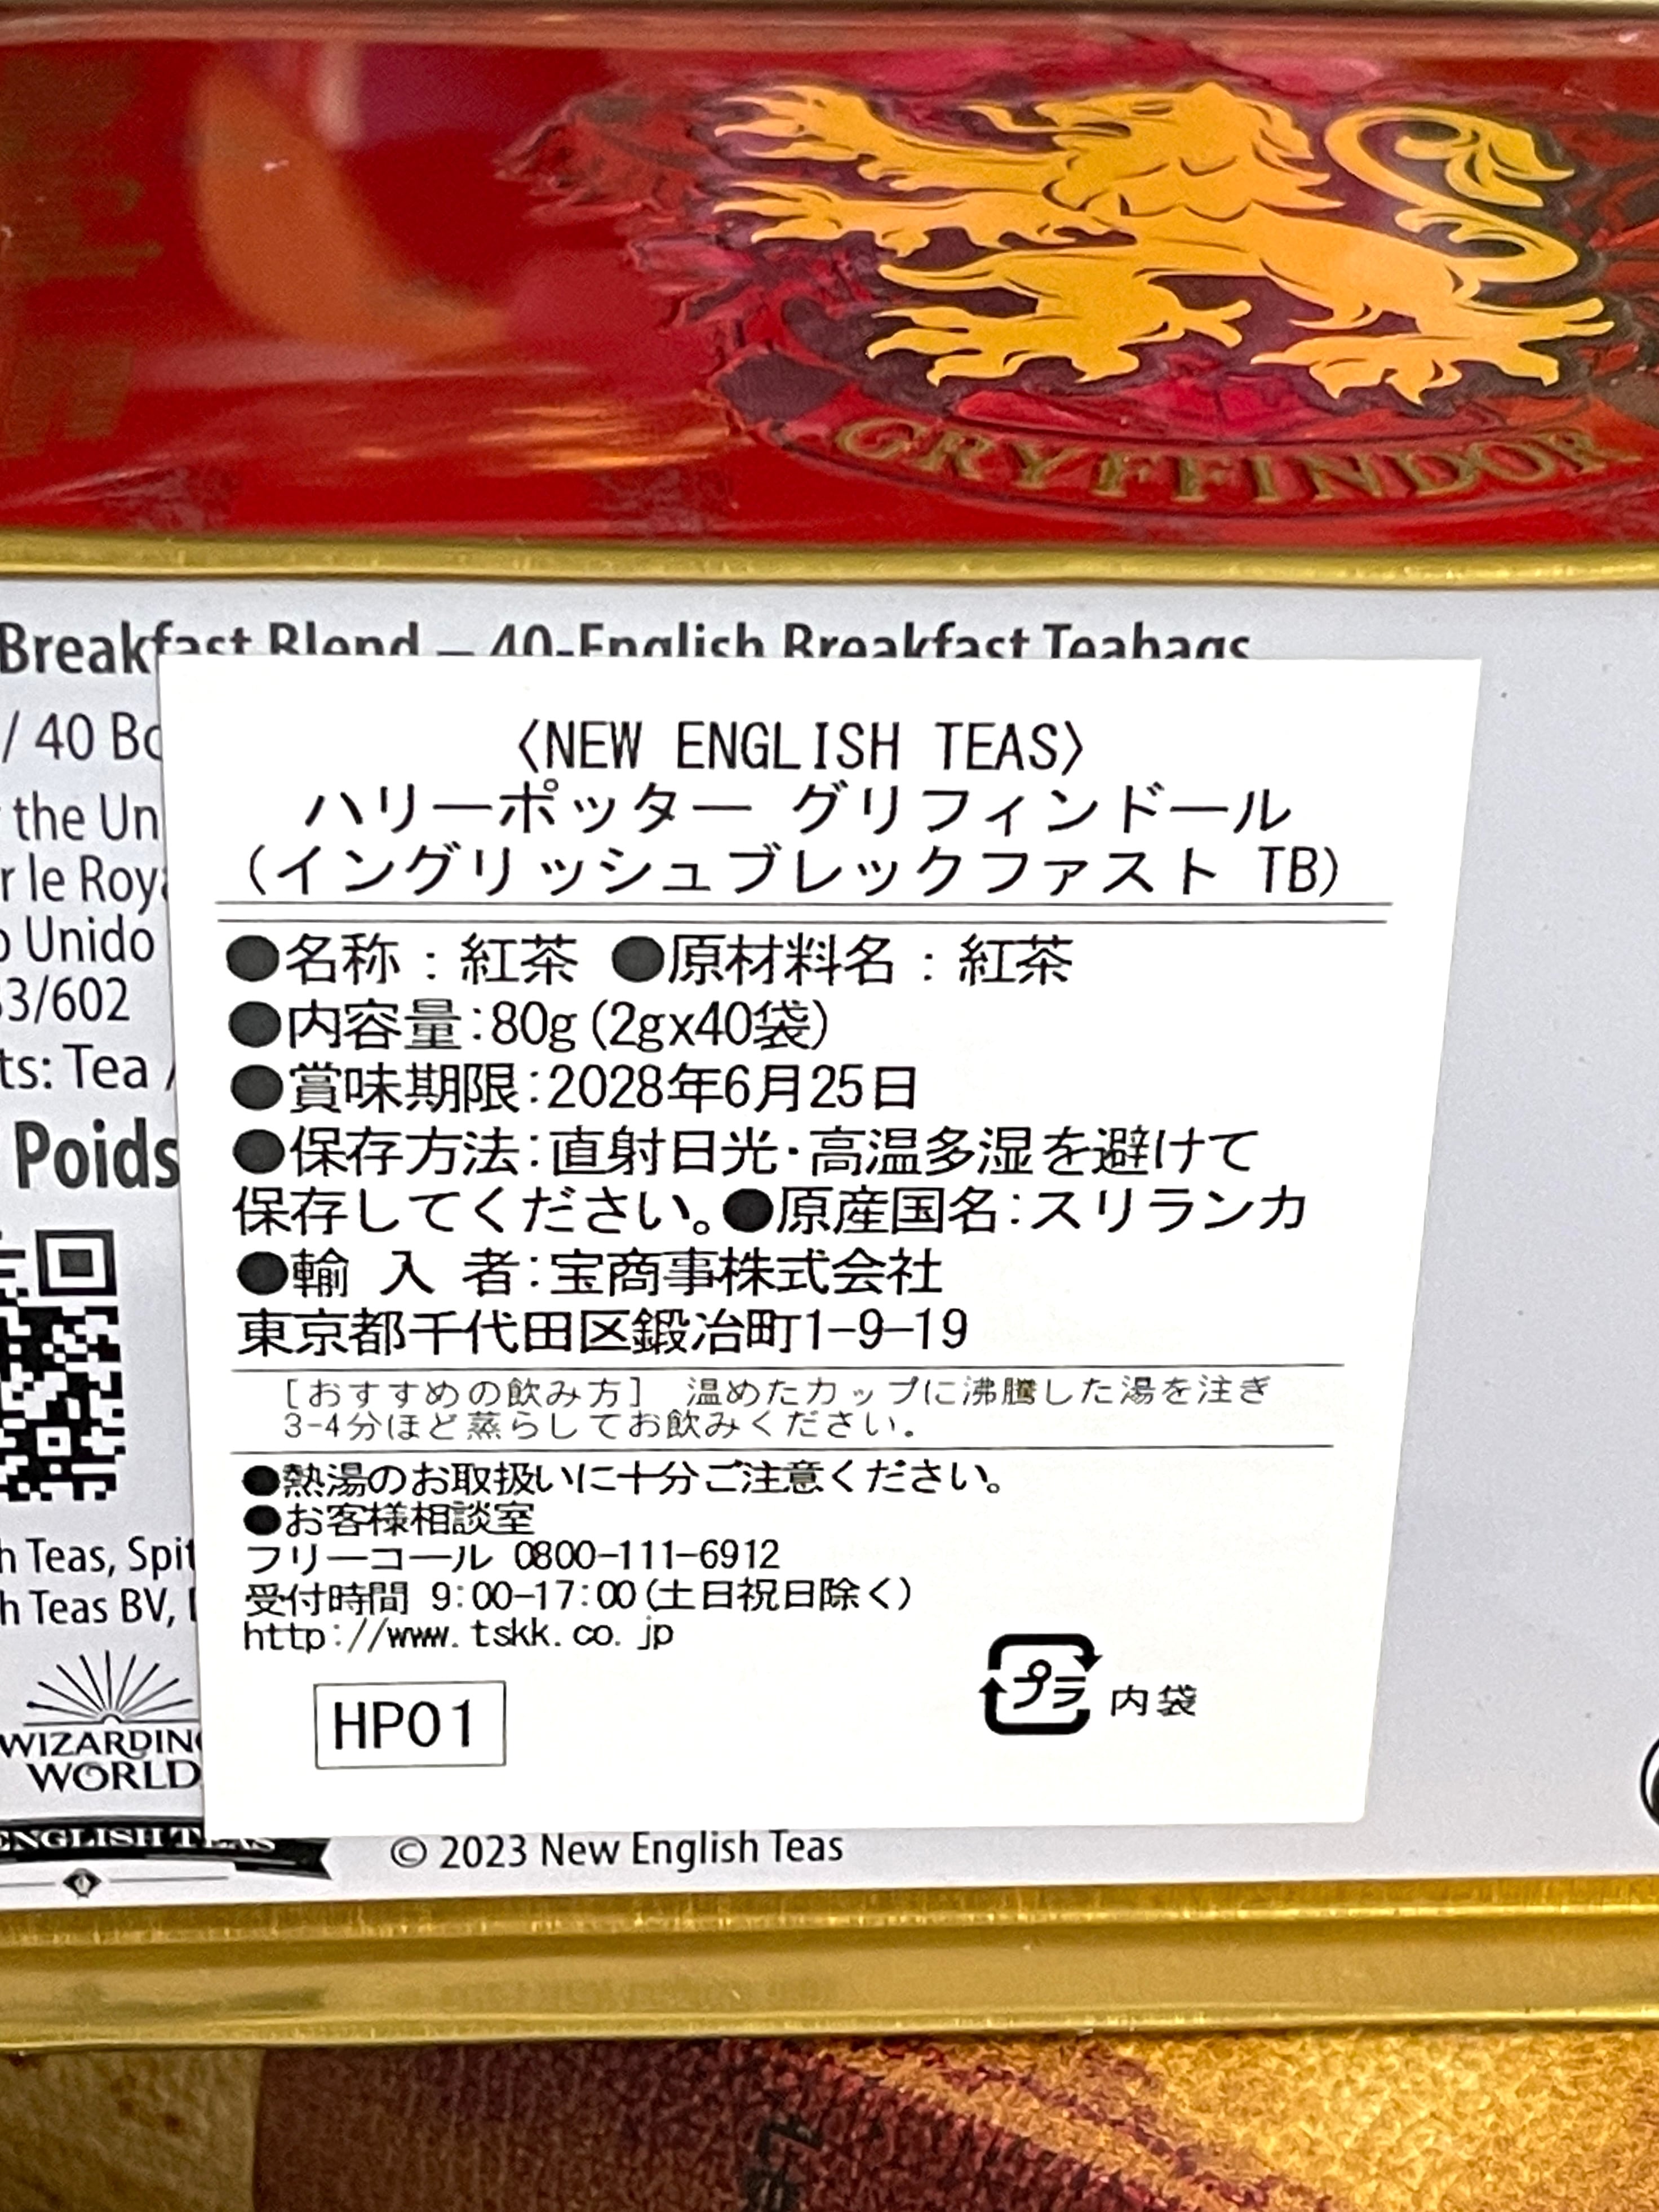 GRYFFINDOR
Breakfast Blend – 40-English Breakfast Teabags
/ 40
the
le
Unido
3/602
Tea /
Poids
Teas,
Teas BV,
WIZARDING
WORLD
ENGLISH TEAS
〈NEW ENGLISH TEAS〉
ハリーポッター グリフィンドール
(イングリッシュブレックファスト TB)
●名称:紅茶 ●原材料名:紅茶
●内容量:80g(2gx40袋)
●賞味期限:2028年6月25日
●保存方法:直射日光・高温多湿を避けて
保存してください。●原産国名:スリランカ
●輸 入 者:宝商事株式会社
東京都千代田区鍛冶町1-9-19
[おすすめの飲み方] 温めたカップに沸騰した湯を注ぎ
3-4分ほど蒸らしてお飲みください.
●熱湯のお取扱いに十分ご注意ください。
●お客様相談室
フリーコール 0800-111-6912
受付時間 9:00-17:00(土日祝日除く)
http://www.tskk.co.jp
HP01
プラ 内袋
© 2023 New English Teas